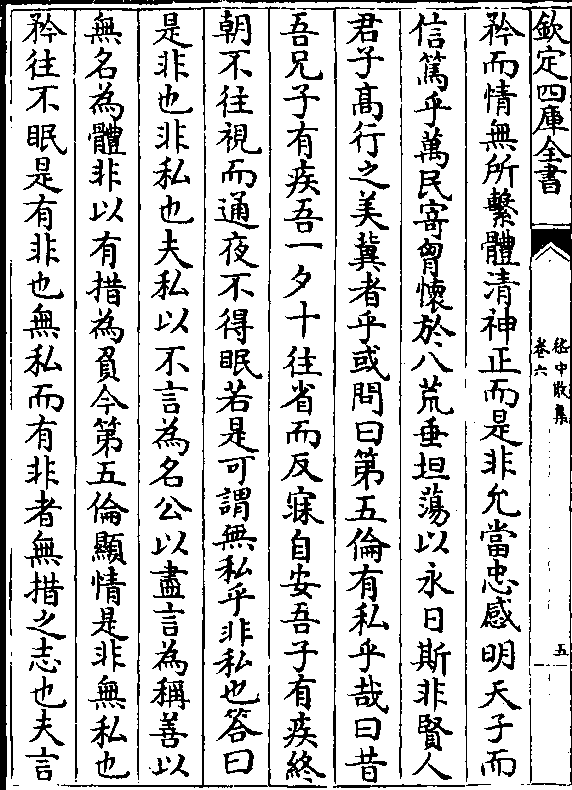 欽定四庫全書
嵇中散集
卷六
五
矜而情無所繫體清神正而是非允當忠感明天子而
信篤乎萬民寄胷懷於八荒垂坦蕩以永日斯非賢人
君子髙行之美冀者乎或問曰第五倫有私乎哉曰昔
吾兄子有疾吾一夕十往省而反寐自安吾子有疾終
朝不往視而通夜不得眠若是可謂無私乎非私也答曰
是非也非私也夫私以不言為名公以盡言為稱善以
無名為體非以有措為負今第五倫顯情是非無私也
矜往不眠是有非也無私而有非者無措之志也夫言